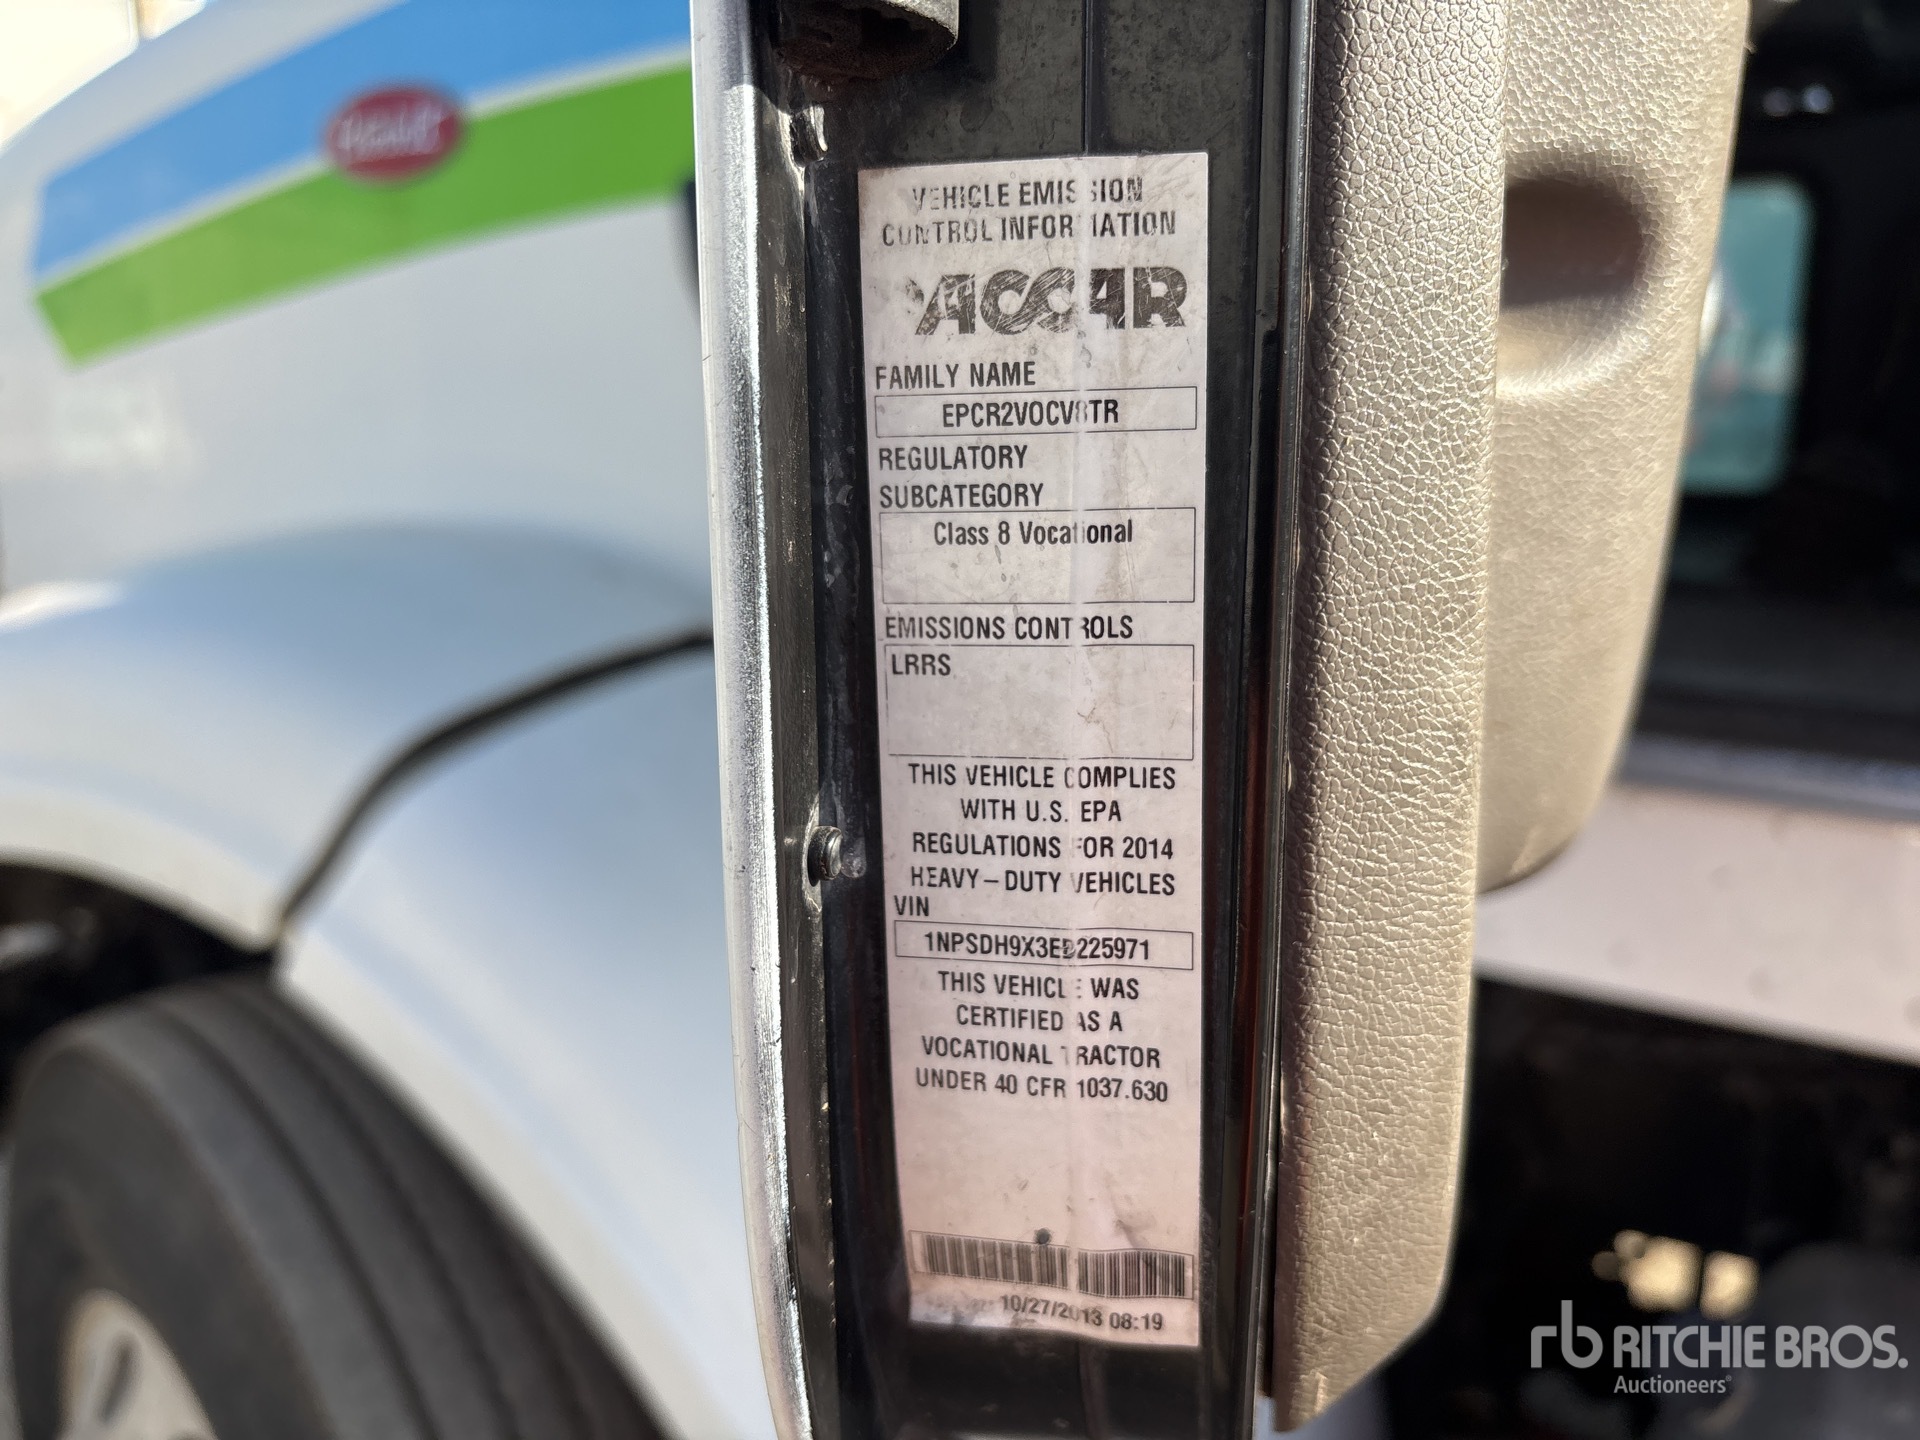 VEHICLE EMISSION
CONTROL INFORMATION
PACCAR
FAMILY NAME
EPCR2VOCV8TR
REGULATORY
SUBCATEGORY
Class 8 Vocational
EMISSIONS CONTROLS
LRRS
THIS VEHICLE COMPLIES
WITH U.S. EPA
REGULATIONS FOR 2014
HEAVY-DUTY VEHICLES
VIN
1NPSDH9X3ED225971
THIS VEHICLE WAS
CERTIFIED AS A
VOCATIONAL TRACTOR
UNDER 40 CFR 1037.630
10/27/2013 08:19
rb RITCHIE BROS.
Auctioneers